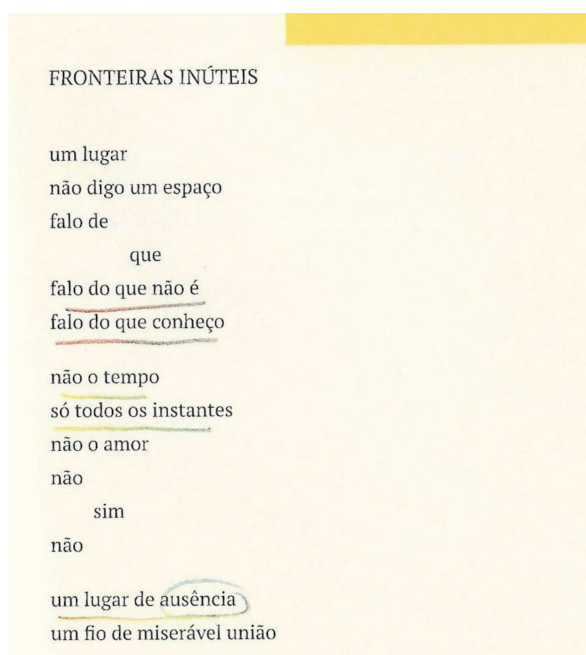 FRONTEIRAS INÚTEIS
um lugar
não digo um espaço
falo de
que
falo do que não é
falo do que conheço
não o tempo
só todos os instantes
não o amor
não
sim
não
um lugar de ausência
um fio de miserável união